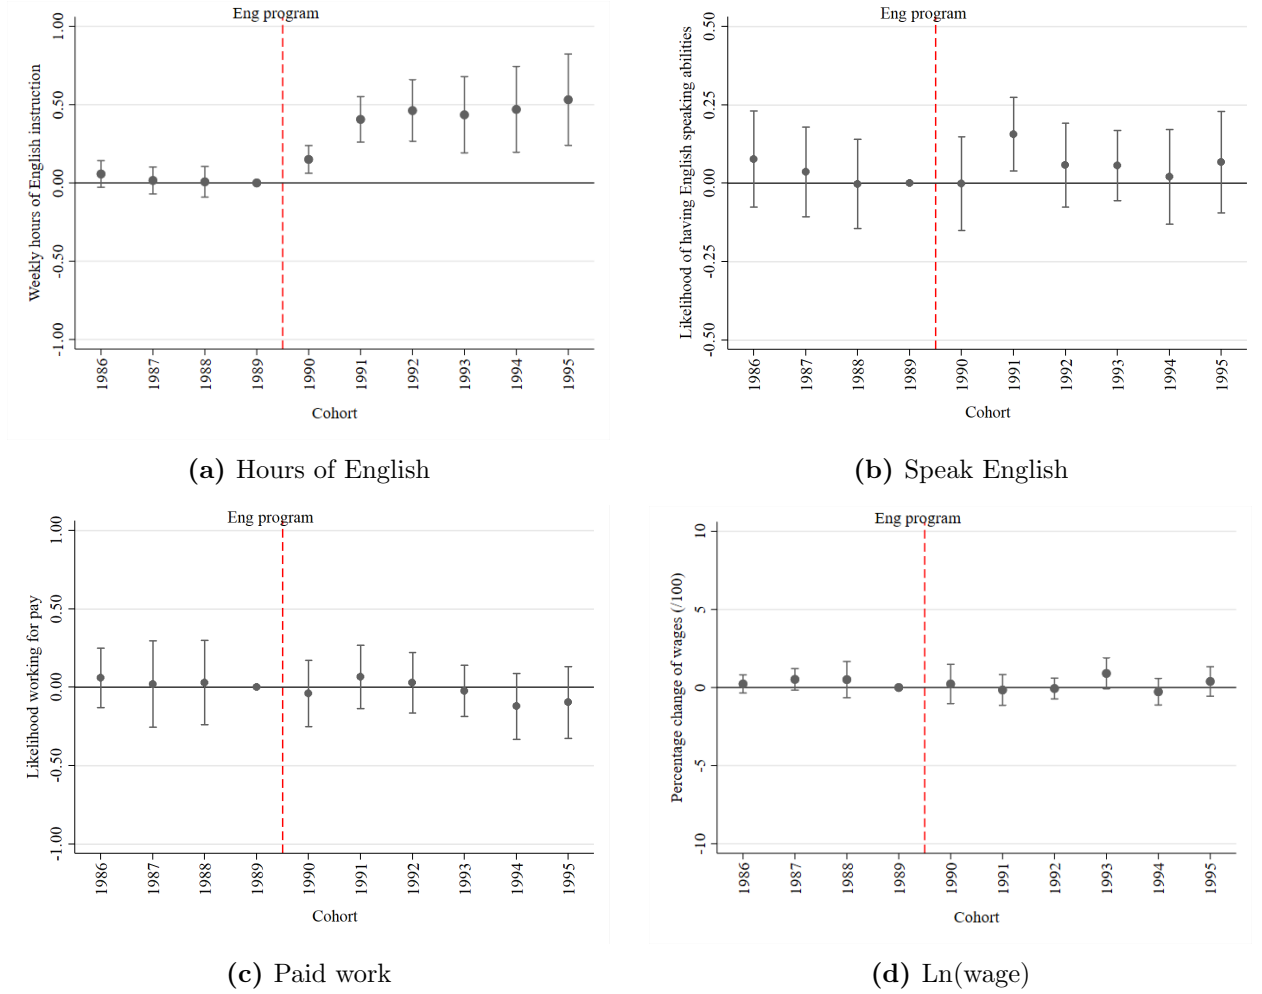 Eng program
Weekly hours of English instruction
1.00
0.50
0.00
-0.50
-1.00
1986 1987 1988 1989 1990 1991 1992 1993 1994 1995
Cohort
(a) Hours of English
Eng program
Likelihood of having English speaking abilities
0.50
0.25
0.00
-0.25
-0.50
1986 1987 1988 1989 1990 1991 1992 1993 1994 1995
Cohort
(b) Speak English
Eng program
Likelihood working for pay
1.00
0.50
0.00
-0.50
-1.00
1986 1987 1988 1989 1990 1991 1992 1993 1994 1995
Cohort
(c) Paid work
Eng program
Percentage change of wages (/100)
10
5
0
-5
-10
1986 1987 1988 1989 1990 1991 1992 1993 1994 1995
Cohort
(d) Ln(wage)